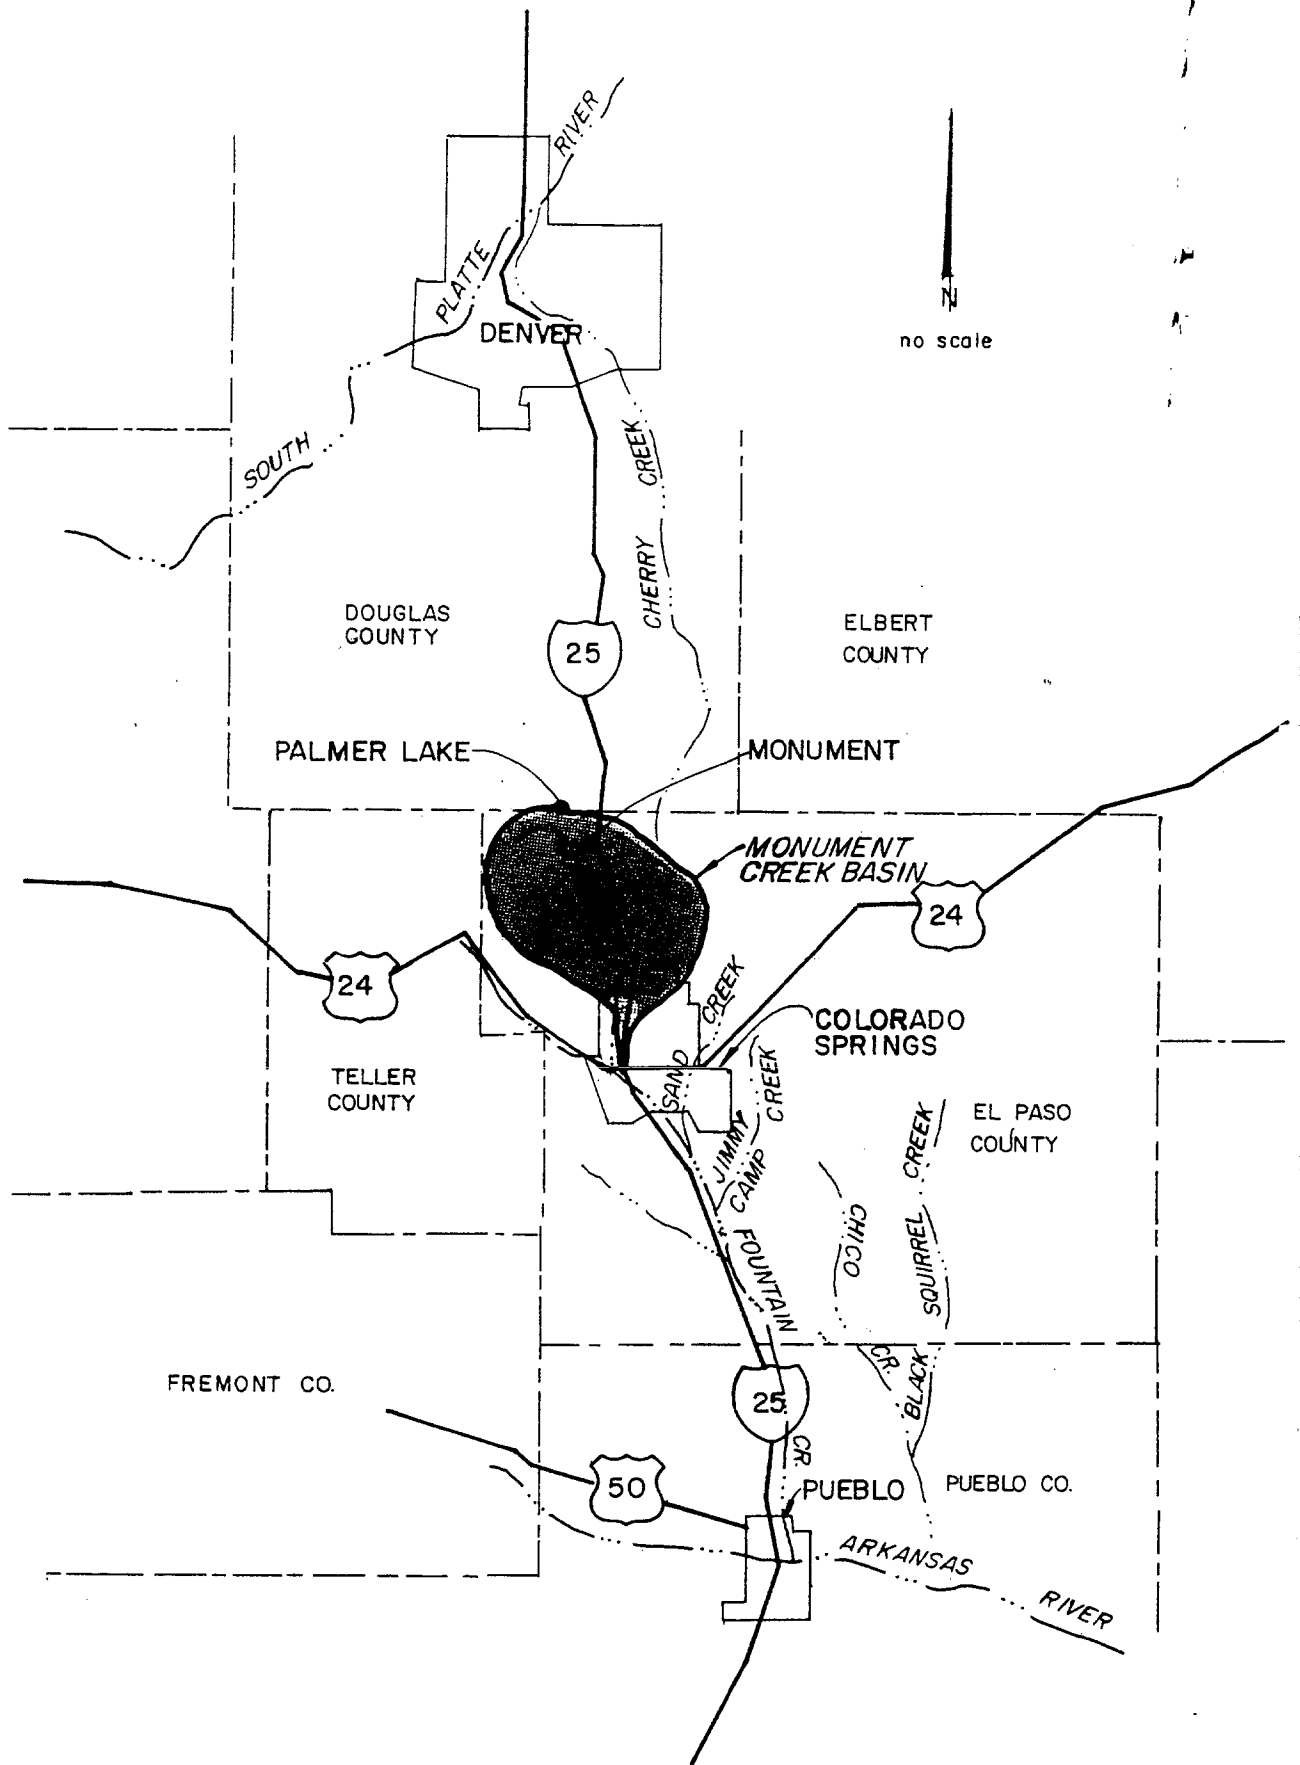 RIVER
PLATTE
DENVER
SOUTH
N
no scale
CHERRY CREEK
DOUGLAS
COUNTY
25
ELBERT
COUNTY
PALMER LAKE
MONUMENT
MONUMENT
CREEK BASIN
24
24
SAND CREEK
COLORADO
SPRINGS
TELLER
COUNTY
JIMMY
CAMP
CREEK
EL PASO
COUNTY
FOUNTAIN
CR.
CHICO
CR.
BLACK SQUIRREL CREEK
FREMONT CO.
25
50
PUEBLO
PUEBLO CO.
ARKANSAS
RIVER